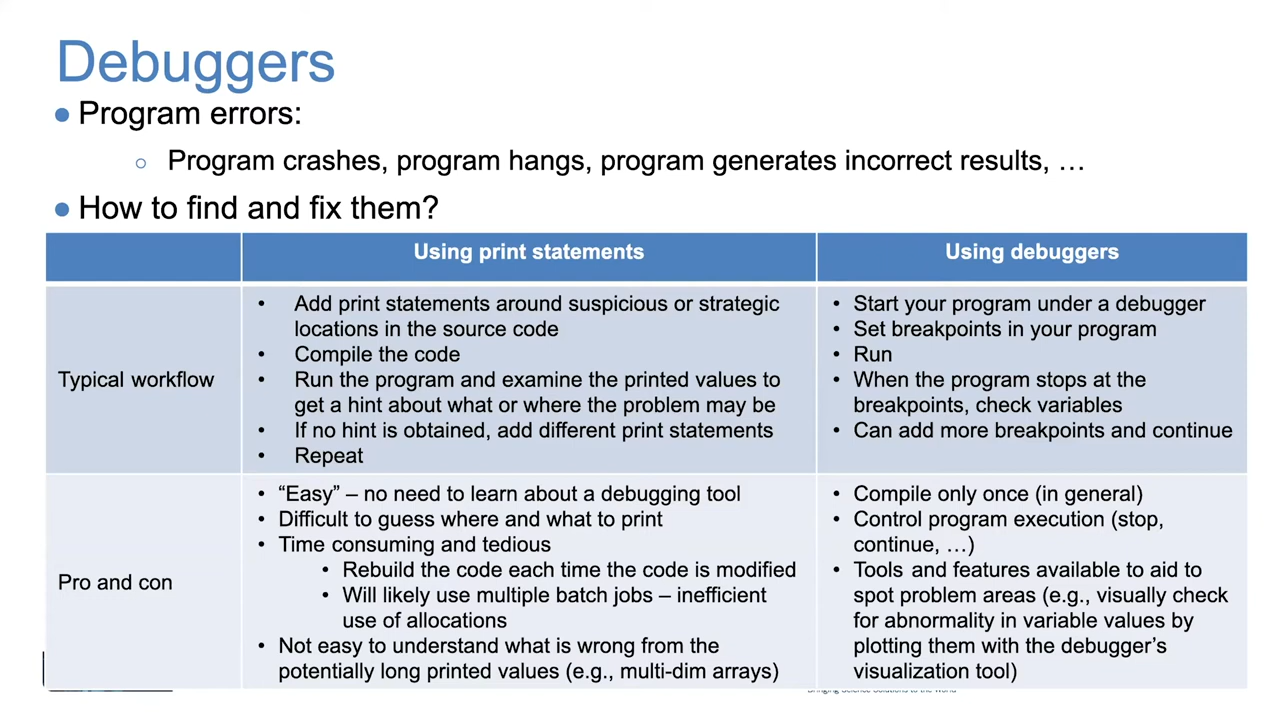 Debuggers
● Program errors:
○ Program crashes, program hangs, program generates incorrect results, …
● How to find and fix them?
Using print statements
Using debuggers
Typical workflow
• Add print statements around suspicious or strategic
locations in the source code
• Compile the code
• Run the program and examine the printed values to
get a hint about what or where the problem may be
• If no hint is obtained, add different print statements
• Repeat
• Start your program under a debugger
• Set breakpoints in your program
• Run
• When the program stops at the
breakpoints, check variables
• Can add more breakpoints and continue
Pro and con
• “Easy” – no need to learn about a debugging tool
• Difficult to guess where and what to print
• Time consuming and tedious
• Rebuild the code each time the code is modified
• Will likely use multiple batch jobs – inefficient
use of allocations
• Not easy to understand what is wrong from the
potentially long printed values (e.g., multi-dim arrays)
• Compile only once (in general)
• Control program execution (stop,
continue, …)
• Tools and features available to aid to
spot problem areas (e.g., visually check
for abnormality in variable values by
plotting them with the debugger’s
visualization tool)
Bringing Science Solutions to the World